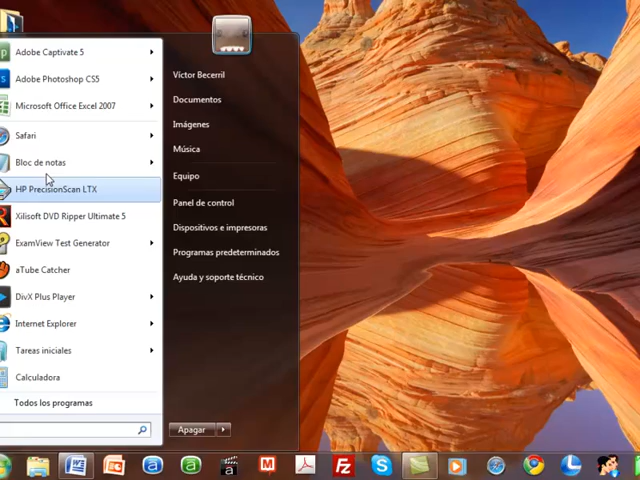 Adobe Captivate 5
Adobe Photoshop CS5
Microsoft Office Excel 2007
Safari
Bloc de notas
HP PrecisionScan LTX
Xilisoft DVD Ripper Ultimate 5
ExamView Test Generator
aTube Catcher
DivX Plus Player
Internet Explorer
Tareas iniciales
Calculadora
Todos los programas
Víctor Becerril
Documentos
Imágenes
Música
Equipo
Panel de control
Dispositivos e impresoras
Programas predeterminados
Ayuda y soporte técnico
Apagar